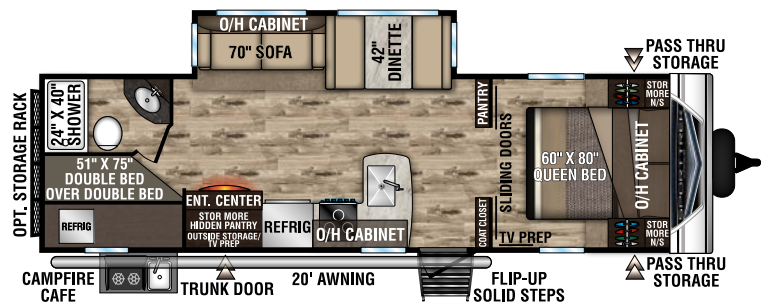 O/H CABINET
70" SOFA
42"
DINETTE
PASS THRU
STORAGE
24" X 40"
SHOWER
OPT. STORAGE RACK
PANTRY
STOR
MORE
N/S
51" X 75"
DOUBLE BED
OVER DOUBLE BED
SLIDING DOORS
60" X 80"
QUEEN BED
O/H CABINET
ENT. CENTER
STOR MORE
HIDDEN PANTRY
OUTSIDE STORAGE/
TV PREP
REFRIG
REFRIG
O/H CABINET
COAT CLOSET
TV PREP
STOR
MORE
N/S
PASS THRU
STORAGE
CAMPFIRE
CAFE
TRUNK DOOR
20' AWNING
FLIP-UP
SOLID STEPS